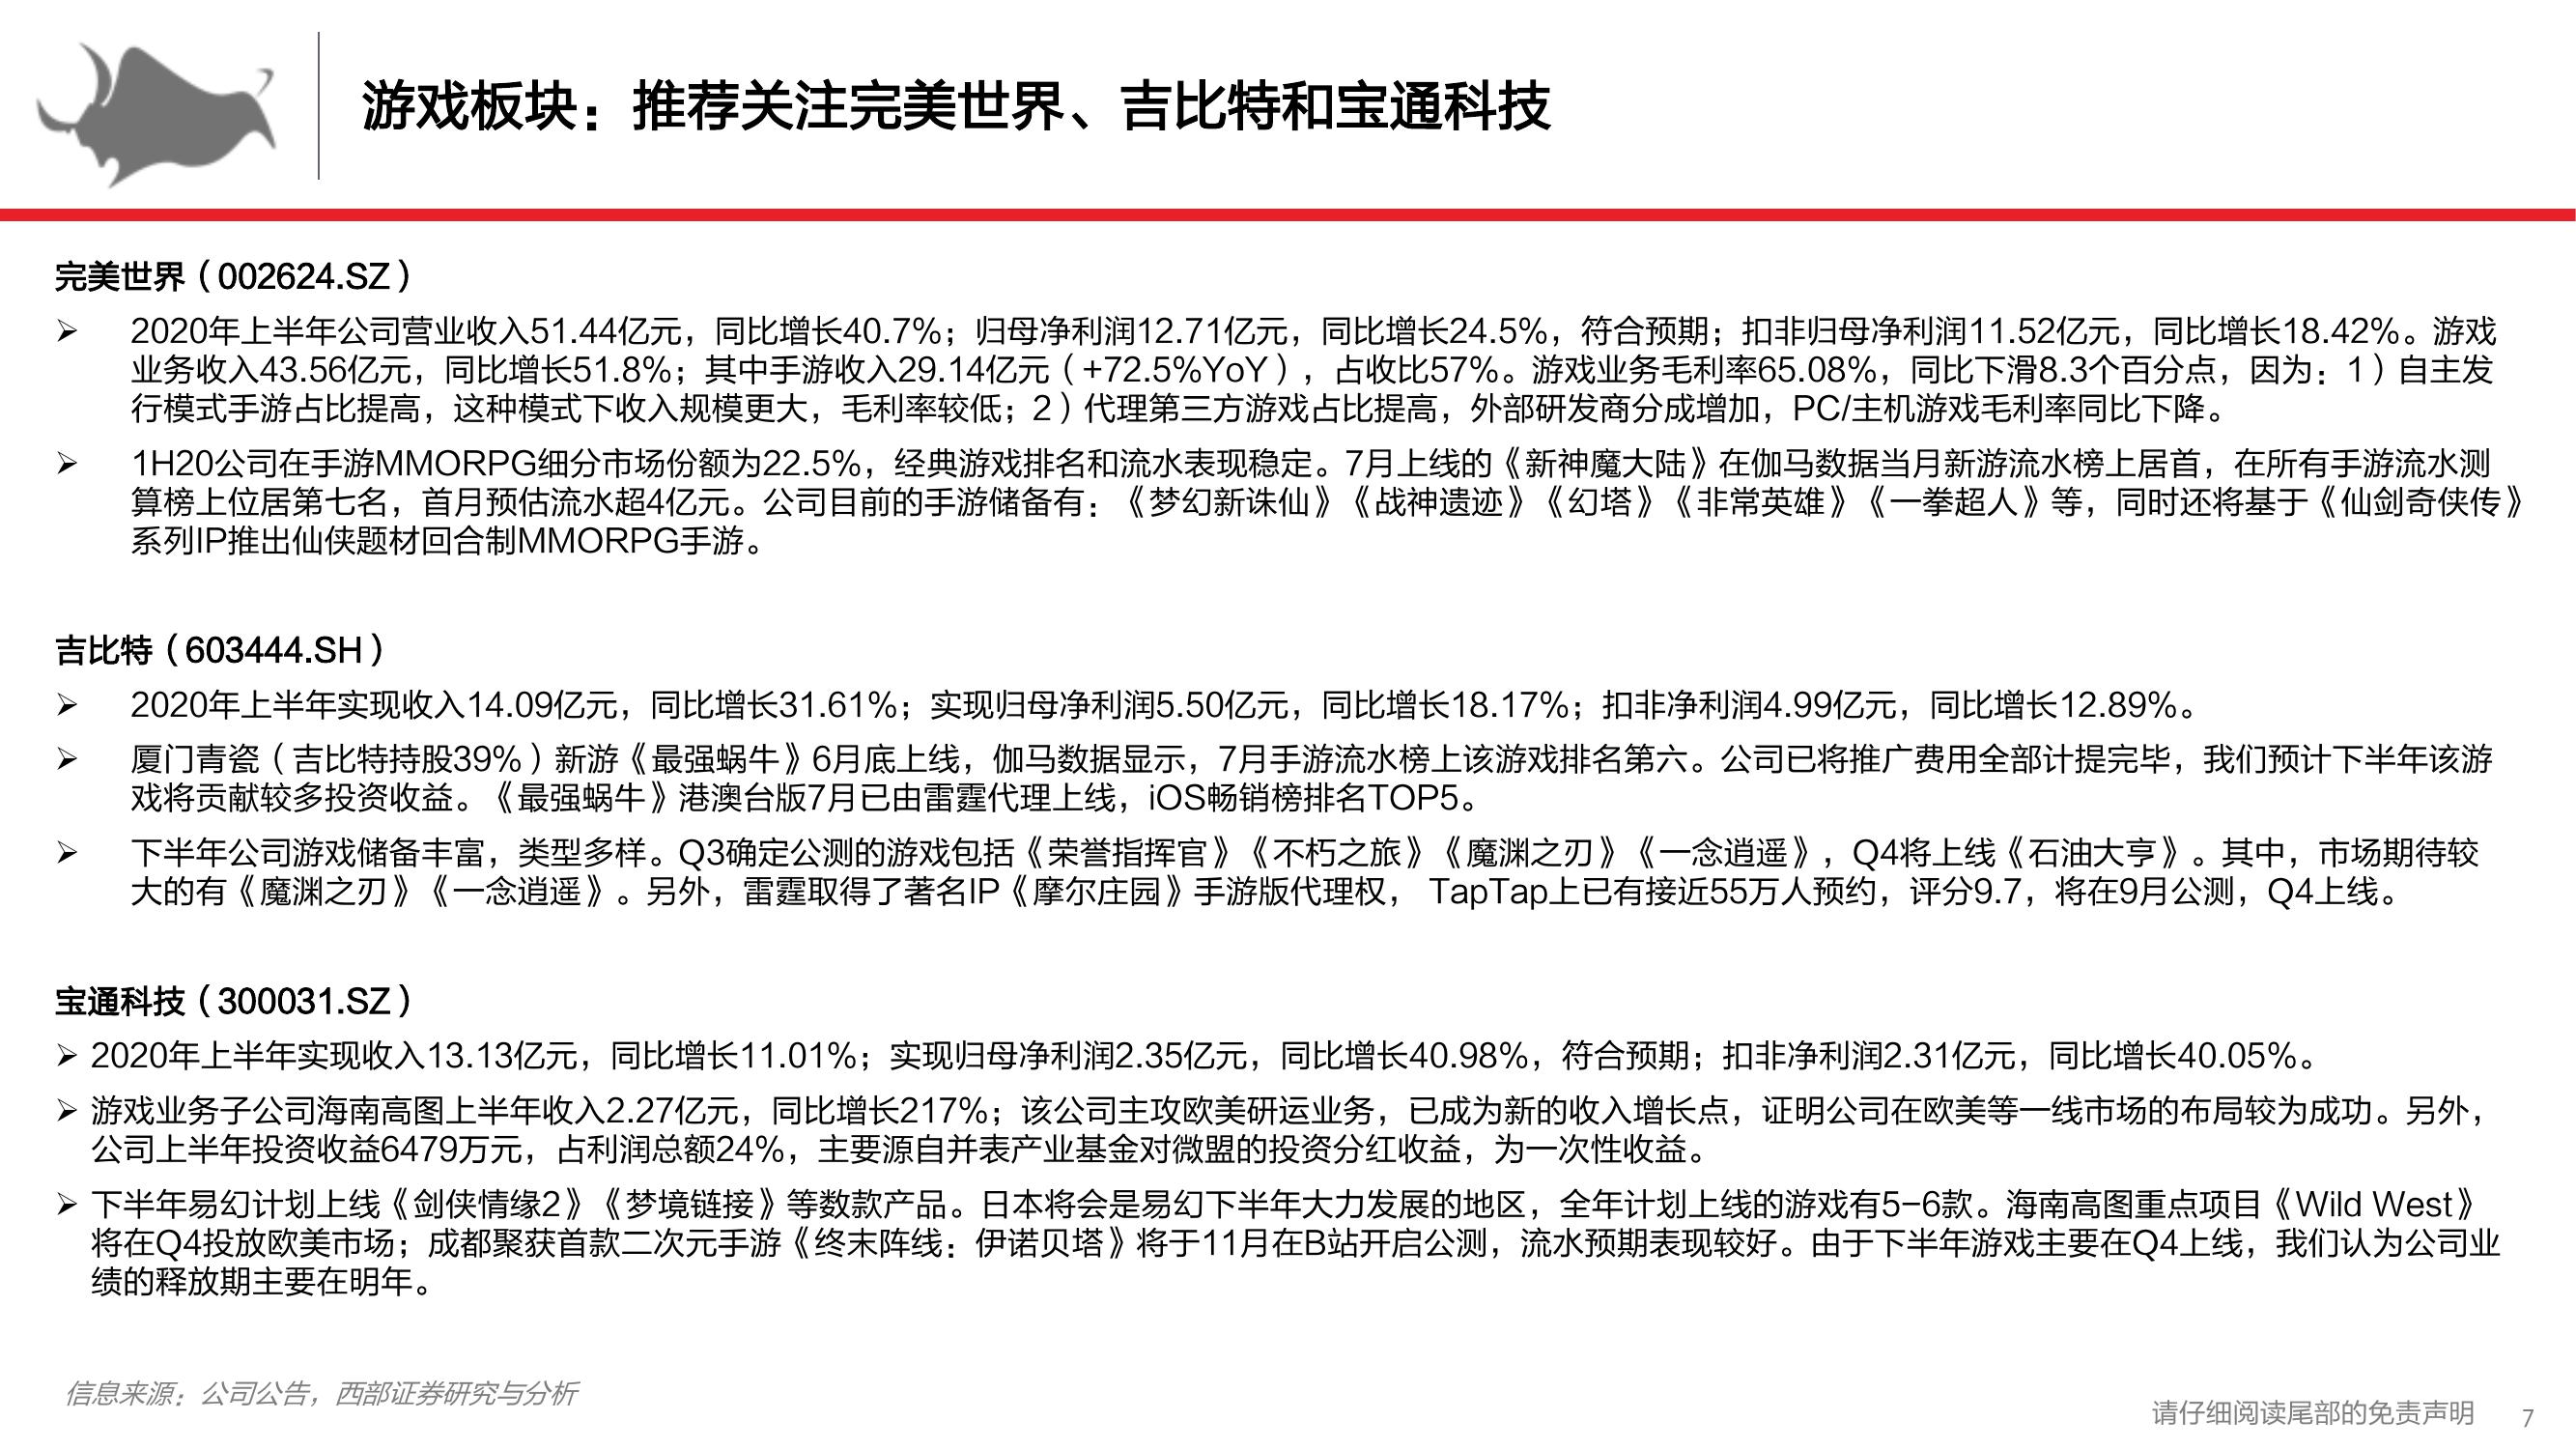 游戏板块：推荐关注完美世界、吉比特和宝通科技
完美世界（002624.SZ）
➢ 2020年上半年公司营业收入51.44亿元，同比增长40.7%；归母净利润12.71亿元，同比增长24.5%，符合预期；扣非归母净利润11.52亿元，同比增长18.42%。游戏
业务收入43.56亿元，同比增长51.8%；其中手游收入29.14亿元（+72.5%YoY），占收比57%。游戏业务毛利率65.08%，同比下滑8.3个百分点，因为：1）自主发
行模式手游占比提高，这种模式下收入规模更大，毛利率较低；2）代理第三方游戏占比提高，外部研发商分成增加，PC/主机游戏毛利率同比下降。
➢ 1H20公司在手游MMORPG细分市场份额为22.5%，经典游戏排名和流水表现稳定。7月上线的《新神魔大陆》在伽马数据当月新游流水榜上居首，在所有手游流水测
算榜上位居第七名，首月预估流水超4亿元。公司目前的手游储备有：《梦幻新诛仙》《战神遗迹》《幻塔》《非常英雄》《一拳超人》等，同时还将基于《仙剑奇侠传》
系列IP推出仙侠题材回合制MMORPG手游。
吉比特（603444.SH）
➢ 2020年上半年实现收入14.09亿元，同比增长31.61%；实现归母净利润5.50亿元，同比增长18.17%；扣非净利润4.99亿元，同比增长12.89%。
➢ 厦门青瓷（吉比特持股39%）新游《最强蜗牛》6月底上线，伽马数据显示，7月手游流水榜上该游戏排名第六。公司已将推广费用全部计提完毕，我们预计下半年该游
戏将贡献较多投资收益。《最强蜗牛》港澳台版7月已由雷霆代理上线，iOS畅销榜排名TOP5。
➢ 下半年公司游戏储备丰富，类型多样。Q3确定公测的游戏包括《荣誉指挥官》《不朽之旅》《魔渊之刃》《一念逍遥》，Q4将上线《石油大亨》。其中，市场期待较
大的有《魔渊之刃》《一念逍遥》。另外，雷霆取得了著名IP《摩尔庄园》手游版代理权， TapTap上已有接近55万人预约，评分9.7，将在9月公测，Q4上线。
宝通科技（300031.SZ）
➢ 2020年上半年实现收入13.13亿元，同比增长11.01%；实现归母净利润2.35亿元，同比增长40.98%，符合预期；扣非净利润2.31亿元，同比增长40.05%。
➢ 游戏业务子公司海南高图上半年收入2.27亿元，同比增长217%；该公司主攻欧美研运业务，已成为新的收入增长点，证明公司在欧美等一线市场的布局较为成功。另外，
公司上半年投资收益6479万元，占利润总额24%，主要源自并表产业基金对微盟的投资分红收益，为一次性收益。
➢ 下半年易幻计划上线《剑侠情缘2》《梦境链接》等数款产品。日本将会是易幻下半年大力发展的地区，全年计划上线的游戏有5-6款。海南高图重点项目《Wild West》
将在Q4投放欧美市场；成都聚获首款二次元手游《终末阵线：伊诺贝塔》将于11月在B站开启公测，流水预期表现较好。由于下半年游戏主要在Q4上线，我们认为公司业
绩的释放期主要在明年。
信息来源：公司公告，西部证券研究与分析
请仔细阅读尾部的免责声明 7